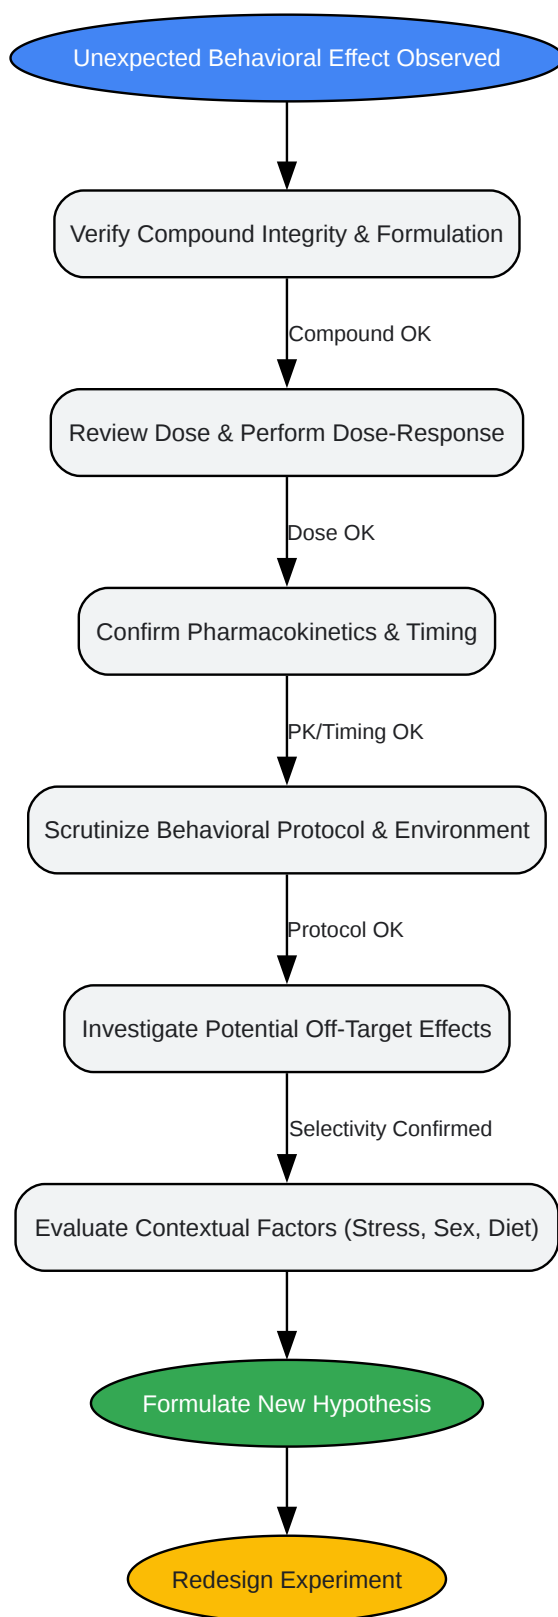 Unexpected Behavioral Effect Observed
Verify Compound Integrity & Formulation
Compound OK
Review Dose & Perform Dose-Response
Dose OK
Confirm Pharmacokinetics & Timing
PK/Timing OK
Scrutinize Behavioral Protocol & Environment
Protocol OK
Investigate Potential Off-Target Effects
Selectivity Confirmed
Evaluate Contextual Factors (Stress, Sex, Diet)
Formulate New Hypothesis
Redesign Experiment